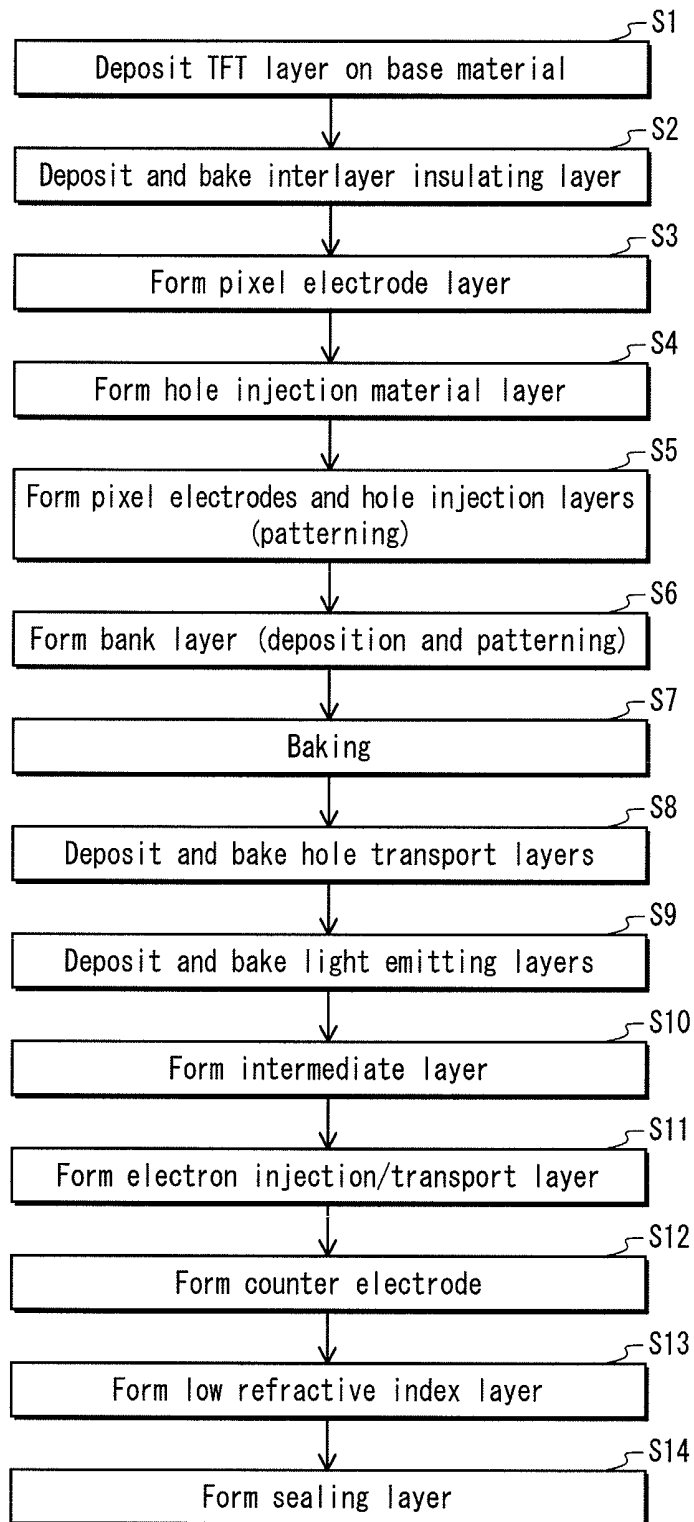 S1
Deposit TFT layer on base material
S2
Deposit and bake interlayer insulating layer
S3
Form pixel electrode layer
S4
Form hole injection material layer
S5
Form pixel electrodes and hole injection layers
(patterning)
S6
Form bank layer (deposition and patterning)
S7
Baking
S8
Deposit and bake hole transport layers
S9
Deposit and bake light emitting layers
S10
Form intermediate layer
S11
Form electron injection/transport layer
S12
Form counter electrode
S13
Form low refractive index layer
S14
Form sealing layer